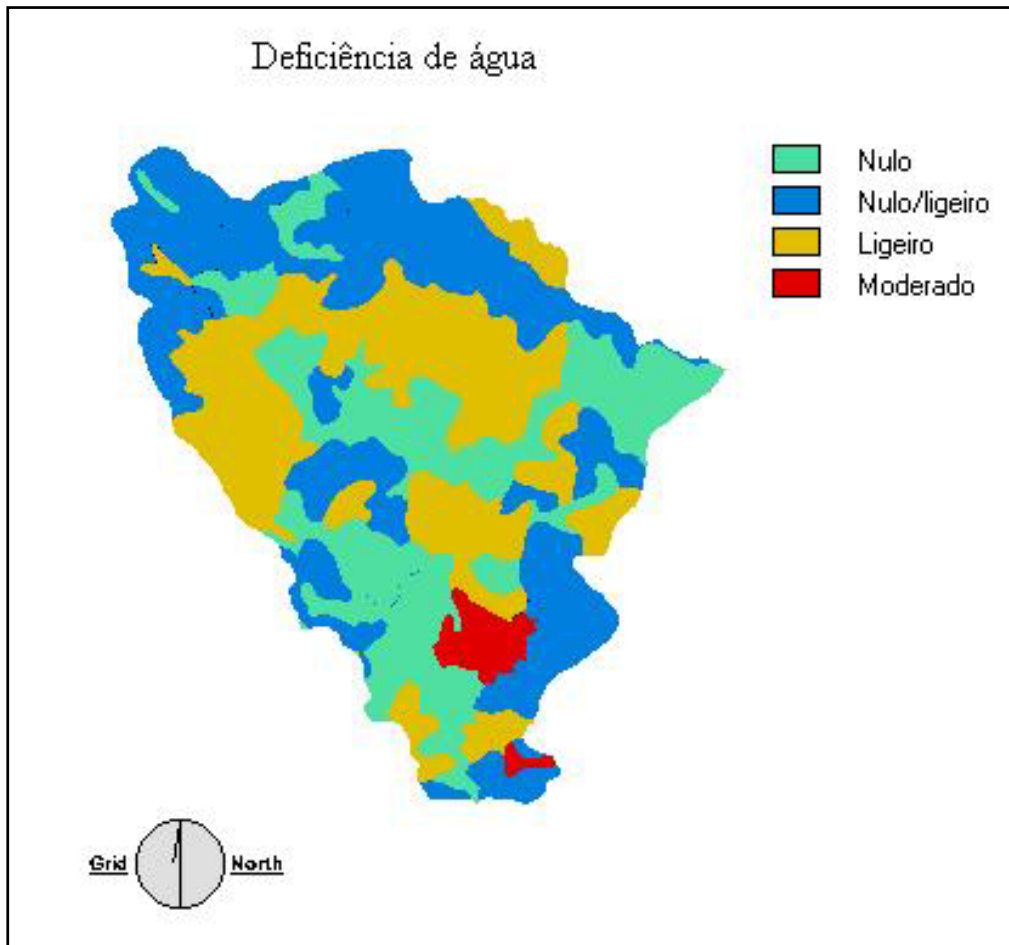 Deficiência de água
Nulo
Nulo/ligeiro
Ligeiro
Moderado
Grid North